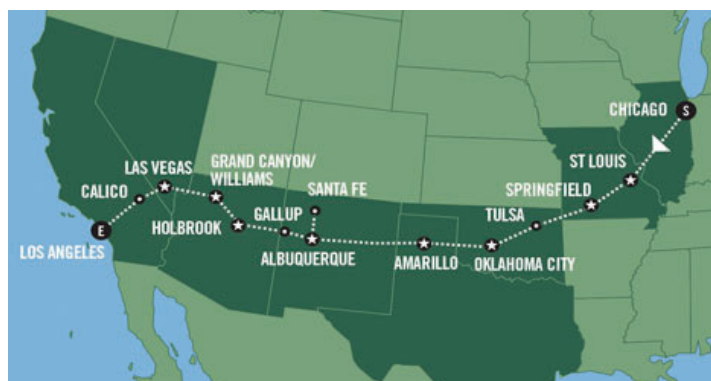 CHICAGO
S
ST LOUIS
SPRINGFIELD
TULSA
OKLAHOMA CITY
AMARILLO
SANTA FE
ALBUQUERQUE
GALLUP
HOLBROOK
GRAND CANYON/
WILLIAMS
LAS VEGAS
CALICO
E
LOS ANGELES